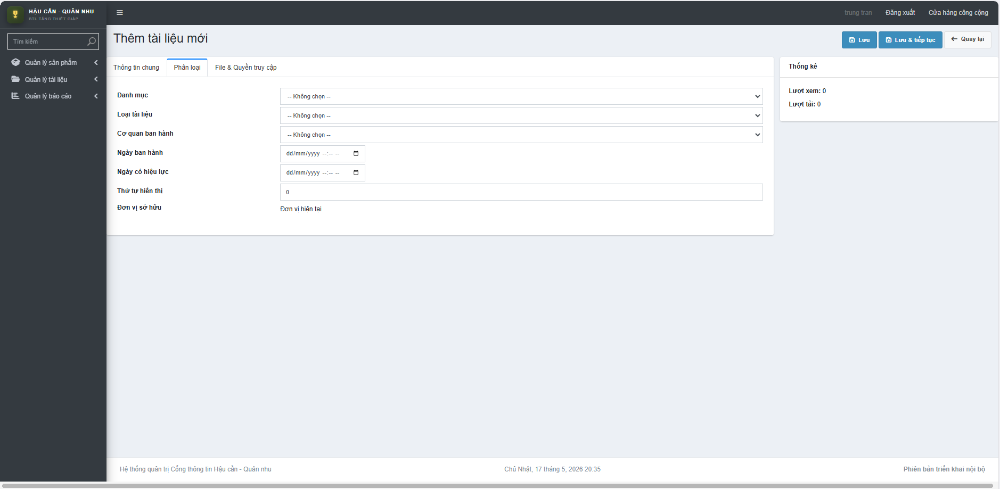 HẬU CẦN - QUÂN NHU
BTL TĂNG THIẾT GIÁP
trung tran
Đăng xuất
Cửa hàng công cộng
Tìm kiếm
Quản lý sản phẩm
Quản lý tài liệu
Quản lý báo cáo
Thêm tài liệu mới
Lưu
Lưu & tiếp tục
Quay lại
Thông tin chung
Phân loại
File & Quyền truy cập
Danh mục
-- Không chọn --
Loại tài liệu
-- Không chọn --
Cơ quan ban hành
-- Không chọn --
Ngày ban hành
dd/mm/yyyy --:-- --
Ngày có hiệu lực
dd/mm/yyyy --:-- --
Thứ tự hiển thị
0
Đơn vị sở hữu
Đơn vị hiện tại
Thống kê
Lượt xem: 0
Lượt tải: 0
Hệ thống quản trị Cổng thông tin Hậu cần - Quân nhu
Chủ Nhật, 17 tháng 5, 2026 20:35
Phiên bản triển khai nội bộ